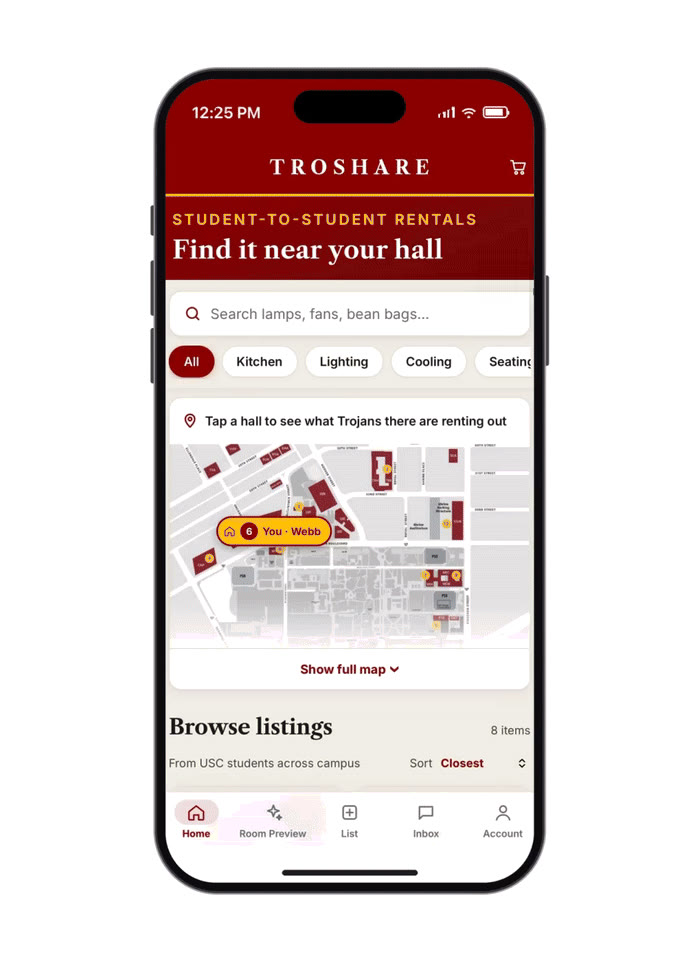 12:25 PM
TROSHARE
STUDENT-TO-STUDENT RENTALS
Find it near your hall
Search lamps, fans, bean bags...
All
Kitchen
Lighting
Cooling
Seating
Tap a hall to see what Trojans there are renting out
6 You · Webb
Show full map
Browse listings
8 items
From USC students across campus
Sort Closest
Home
Room Preview
List
Inbox
Account